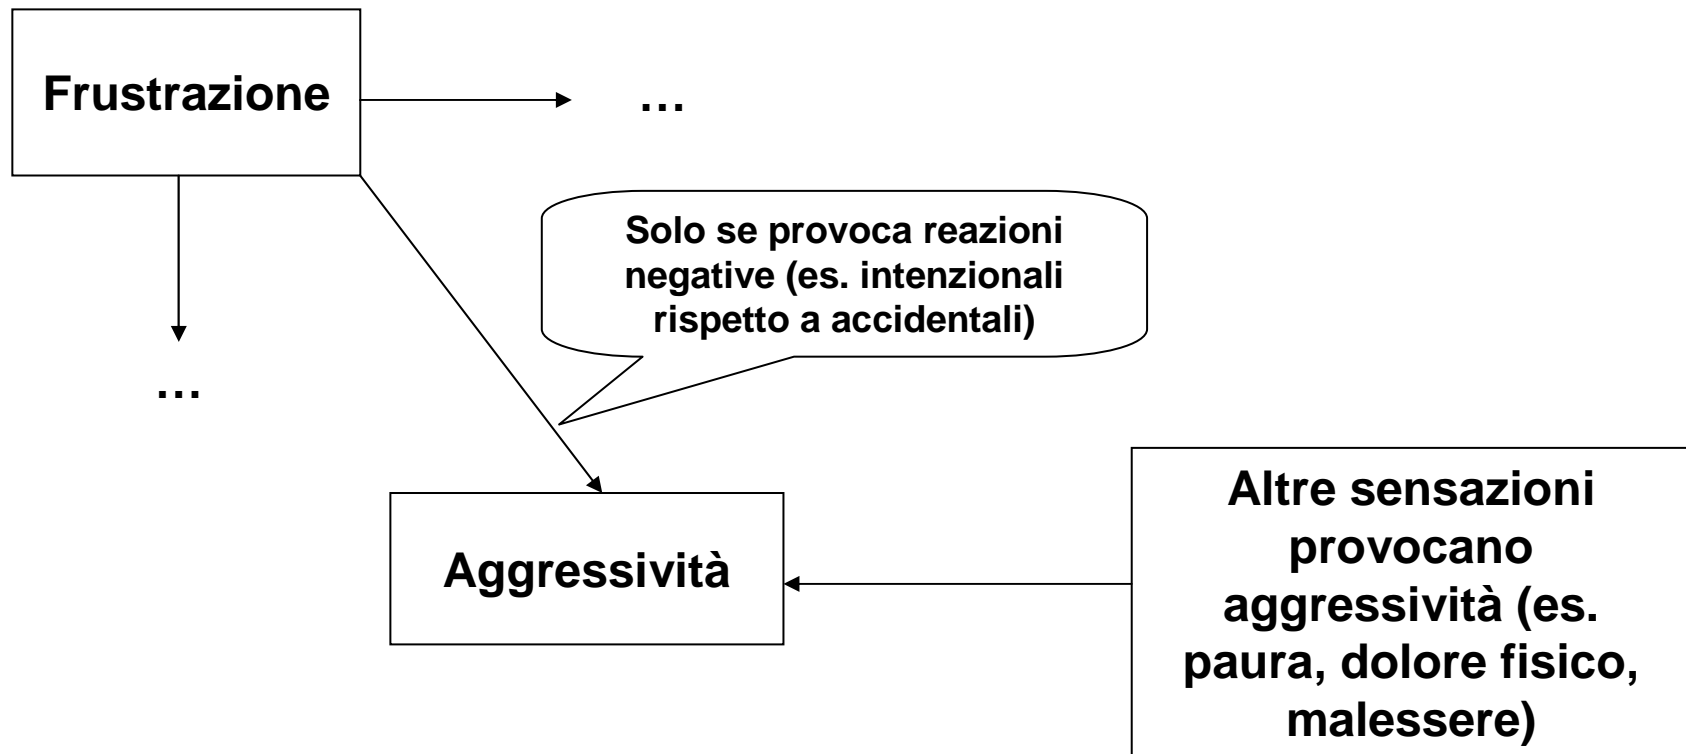 Frustrazione
…
Solo se provoca reazioni
negative (es. intenzionali
rispetto a accidentali)
…
Aggressività
Altre sensazioni
provocano
aggressività (es.
paura, dolore fisico,
malessere)